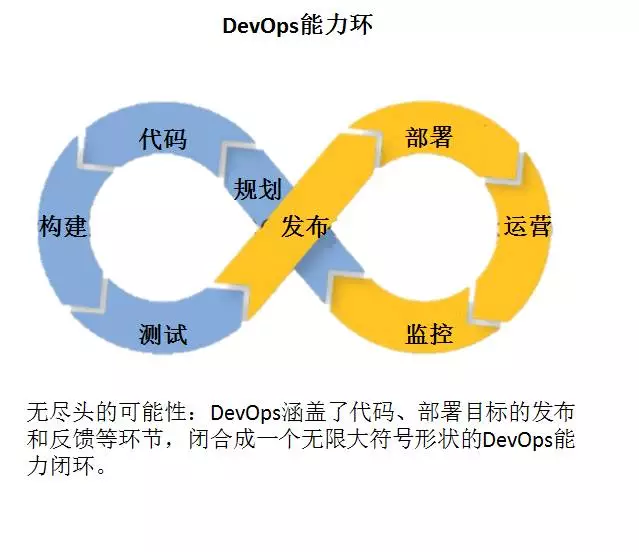 DevOps能力环
代码
部署
规划
构建
发布
运营
测试
监控
无尽头的可能性：DevOps涵盖了代码、部署目标的发布
和反馈等环节，闭合成一个无限大符号形状的DevOps能
力闭环。